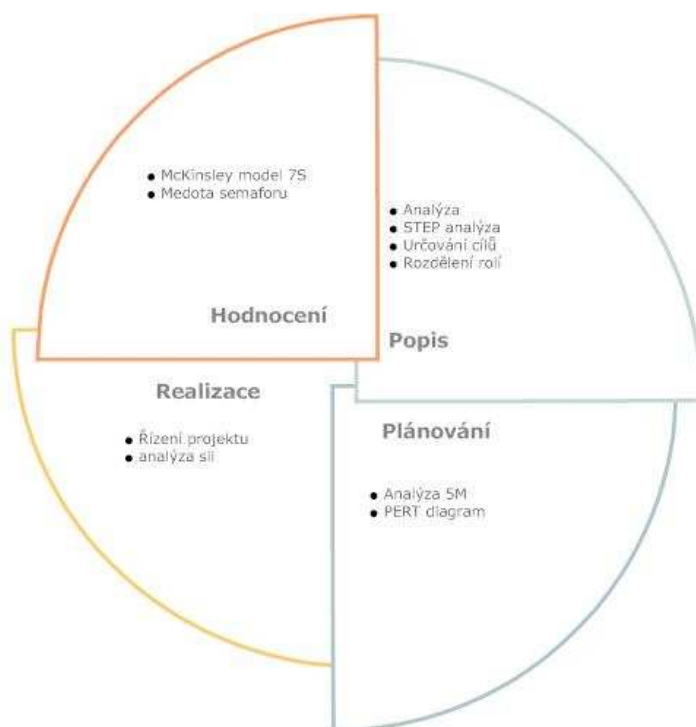 McKinsley model 7S
Medota semaforu
Hodnocení
Analýza
STEP analýza
Určování cílů
Rozdělení rolí
Popis
Realizace
Řízení projektu
analýza sil
Plánování
Analýza 5M
PERT diagram